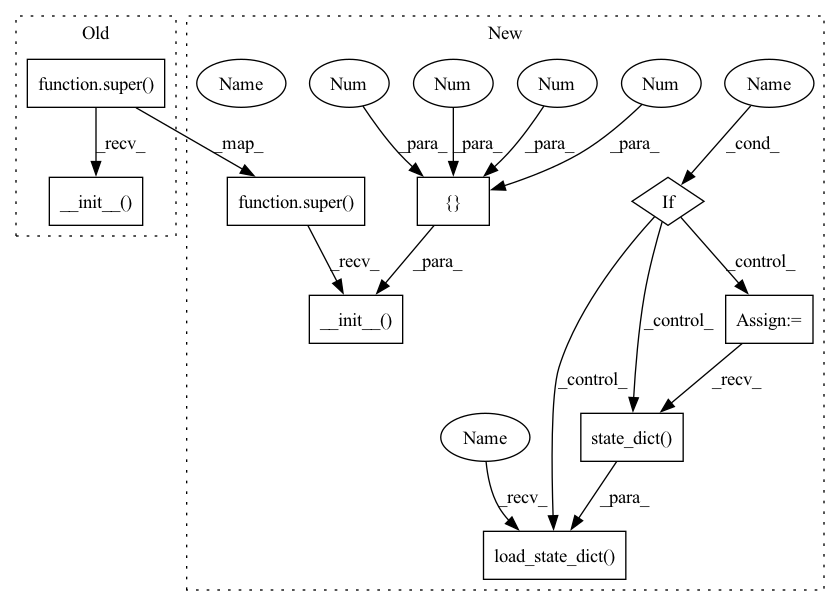 Old
New
function.super()
Name
Num
Num
Num
Num
Name
_recv_
_map_
_para_
_para_
_para_
_para_
_cond_
__init__()
function.super()
{}
If
_recv_
_para_
_control_
__init__()
_control_
Assign:=
_control_
_recv_
Name
state_dict()
_recv_
_para_
load_state_dict()